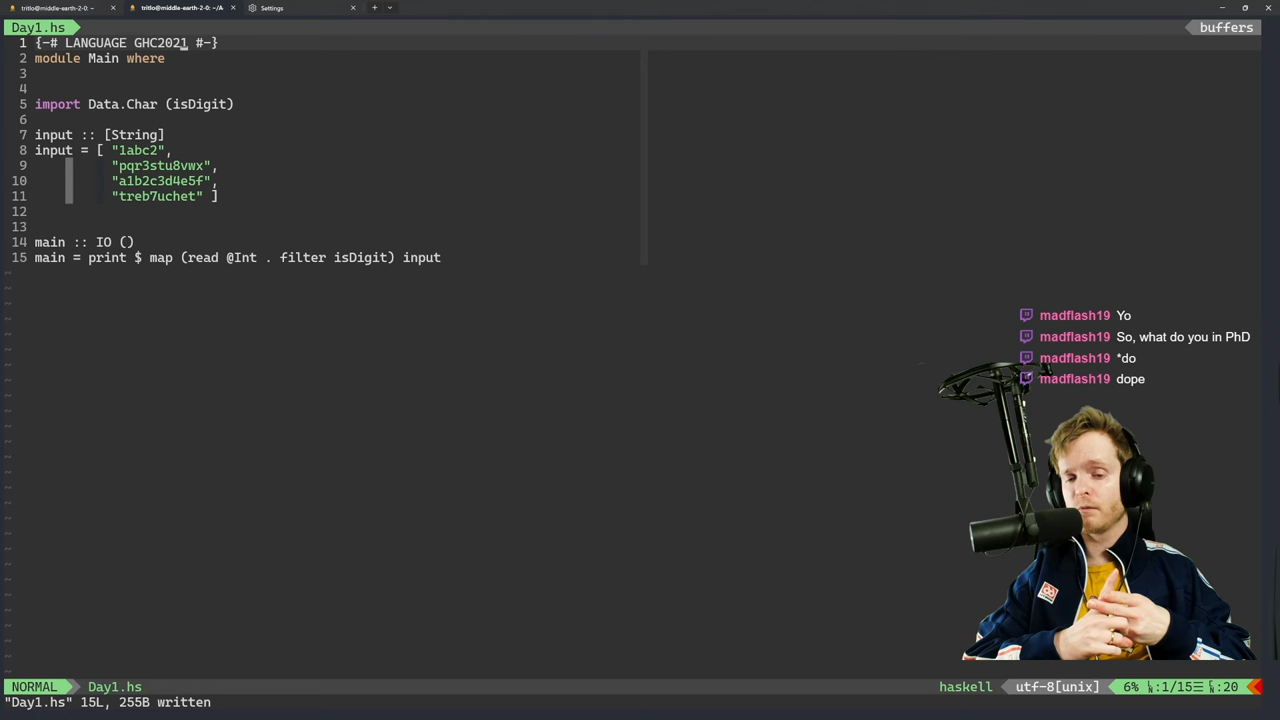 tritlo@middle-earth-2-0: ~
tritlo@middle-earth-2-0: ~/A
Settings
Day1.hs
buffers
1 {-# LANGUAGE GHC2021 #-}
2 module Main where
3
4
5 import Data.Char (isDigit)
6
7 input :: [String]
8 input = [ "1abc2",
9 "pqr3stu8vwx",
10 "a1b2c3d4e5f",
11 "treb7uchet" ]
12
13
14 main :: IO ()
15 main = print $ map (read @Int . filter isDigit) input
madflash19 Yo
madflash19 So, what do you in PhD
madflash19 *do
madflash19 dope
NORMAL Day1.hs haskell utf-8[unix] 6% ㏑:1/15☰ ℅:20
"Day1.hs" 15L, 255B written